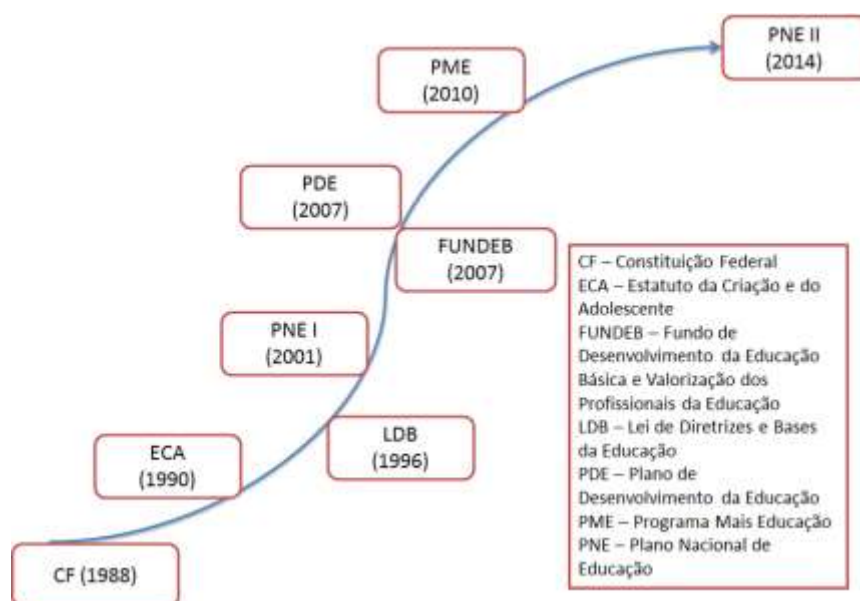 PNE II
(2014)
PME
(2010)
PDE
(2007)
FUNDEB
(2007)
PNE I
(2001)
LDB
(1996)
ECA
(1990)
CF (1988)
CF – Constituição Federal
ECA – Estatuto da Criação e do
Adolescente
FUNDEB – Fundo de
Desenvolvimento da Educação
Básica e Valorização dos
Profissionais da Educação
LDB – Lei de Diretrizes e Bases
da Educação
PDE – Plano de
Desenvolvimento da Educação
PME – Programa Mais Educação
PNE – Plano Nacional de
Educação